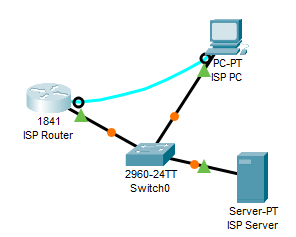 PC-PT
ISP PC
1841
ISP Router
2960-24TT
Switch0
Server-PT
ISP Server